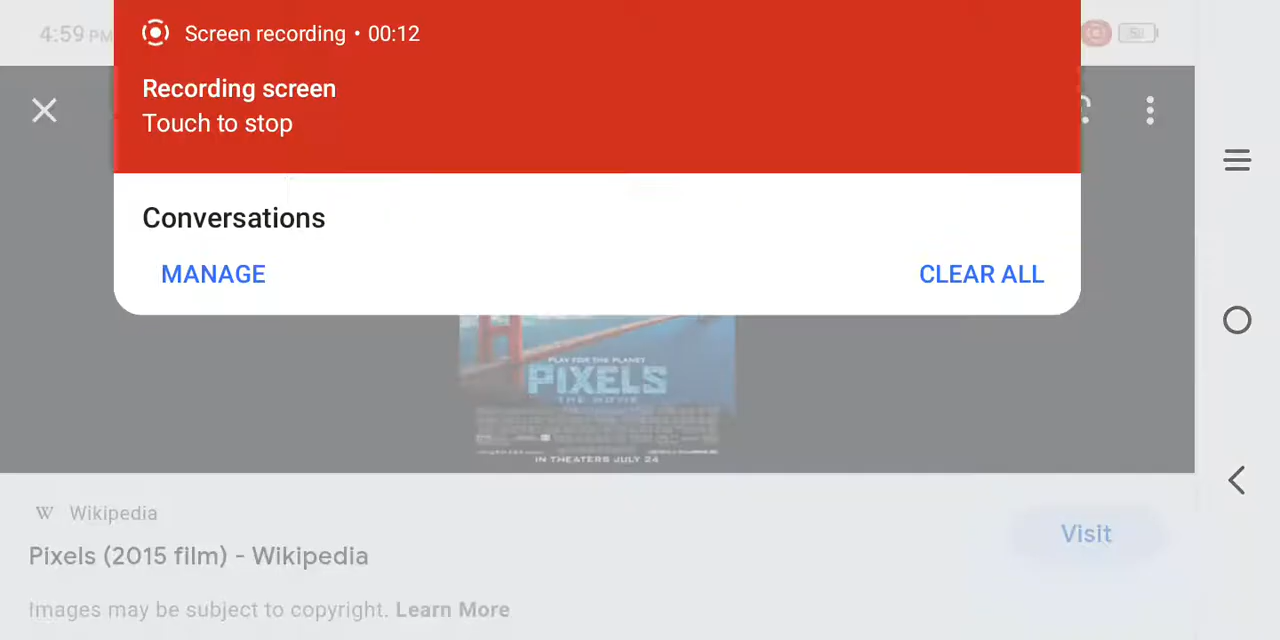 4:59 PM
Screen recording • 00:12
Recording screen
Touch to stop
Conversations
MANAGE
CLEAR ALL
PLAY FOR THE PLANET
PIXELS
THE MOVIE
IN THEATERS JULY 24
W Wikipedia
Pixels (2015 film) - Wikipedia
Visit
Images may be subject to copyright. Learn More